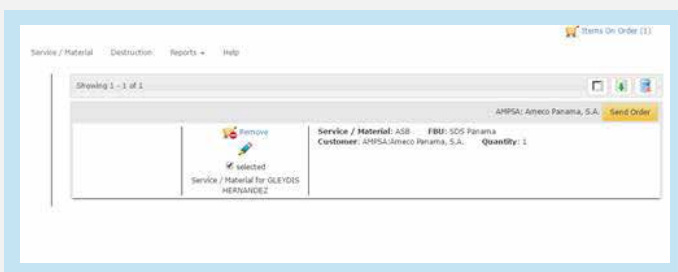 Items On Order (1)
Service / Material Destruction Reports Help
Showing 1 - 1 of 1
AMPSA: Ameco Panama, S.A. Send Order
Remove
selected
Service / Material for GLEYDIS
HERNANDEZ
Service / Material: ASB FBU: SDS Panama
Customer: AMPSA:Ameco Panama, S.A. Quantity: 1